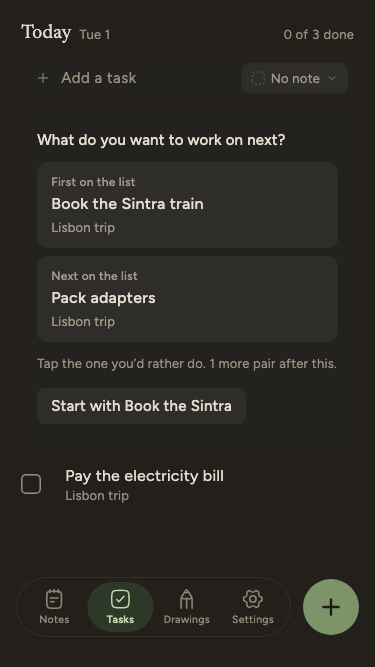 Today Tue 1 0 of 3 done
Add a task No note
What do you want to work on next?
First on the list
Book the Sintra train
Lisbon trip
Next on the list
Pack adapters
Lisbon trip
Tap the one you’d rather do. 1 more pair after this.
Start with Book the Sintra
Pay the electricity bill
Lisbon trip
Notes Tasks Drawings Settings